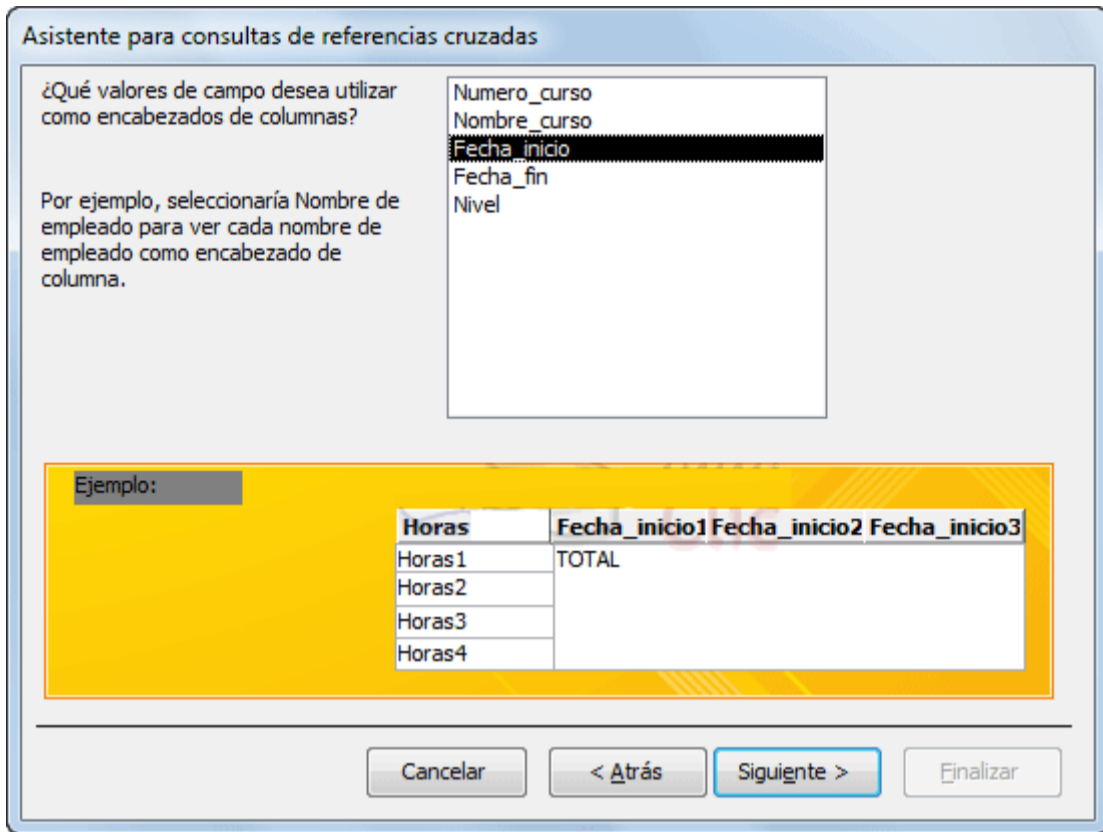 Asistente para consultas de referencias cruzadas
¿Qué valores de campo desea utilizar
como encabezados de columnas?
Por ejemplo, seleccionaría Nombre de
empleado para ver cada nombre de
empleado como encabezado de
columna.
Numero_curso
Nombre_curso
Fecha_inicio
Fecha_fin
Nivel
Ejemplo:
Horas Fecha_inicio1 Fecha_inicio2 Fecha_inicio3
Horas1 TOTAL
Horas2
Horas3
Horas4
Cancelar < Atrás Siguiente > Finalizar